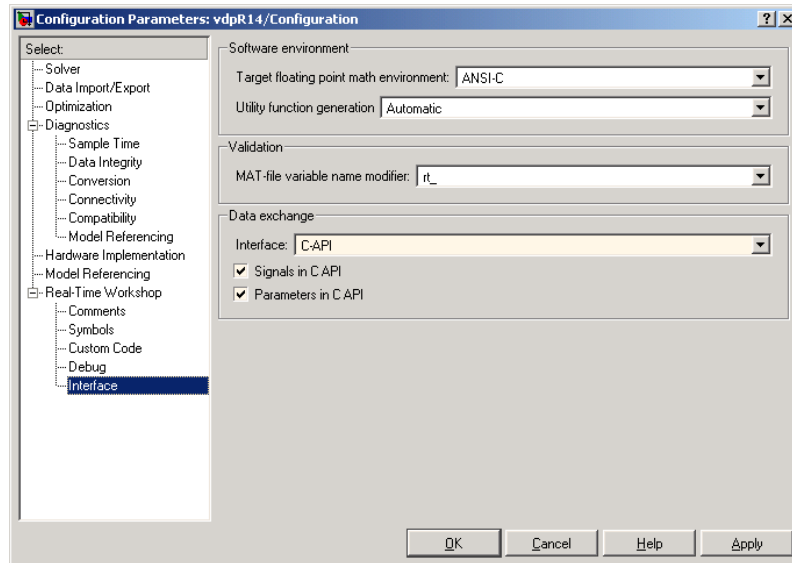 Configuration Parameters: vdpR14/Configuration
Select:
Solver
Data Import/Export
Optimization
Diagnostics
Sample Time
Data Integrity
Conversion
Connectivity
Compatibility
Model Referencing
Hardware Implementation
Model Referencing
Real-Time Workshop
Comments
Symbols
Custom Code
Debug
Interface
Software environment
Target floating point math environment: ANSI-C
Utility function generation Automatic
Validation
MAT-file variable name modifier: rt_
Data exchange
Interface: C-API
Signals in C API
Parameters in C API
OK Cancel Help Apply